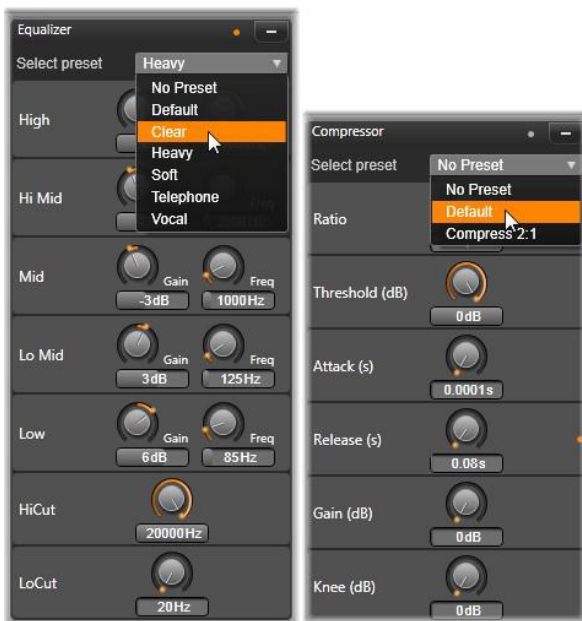 Equalizer
Select preset Heavy
No Preset
Default
Clear
Heavy
Soft
Telephone
Vocal
High
Hi Mid Freq
Mid Gain Freq
-3dB 1000Hz
Lo Mid Gain Freq
3dB 125Hz
Low Gain Freq
6dB 85Hz
HiCut
20000Hz
LoCut
20Hz
Compressor
Select preset No Preset
No Preset
Default
Compress 2:1
Ratio
Threshold (dB)
0dB
Attack (s)
0.0001s
Release (s)
0.08s
Gain (dB)
0dB
Knee (dB)
0dB